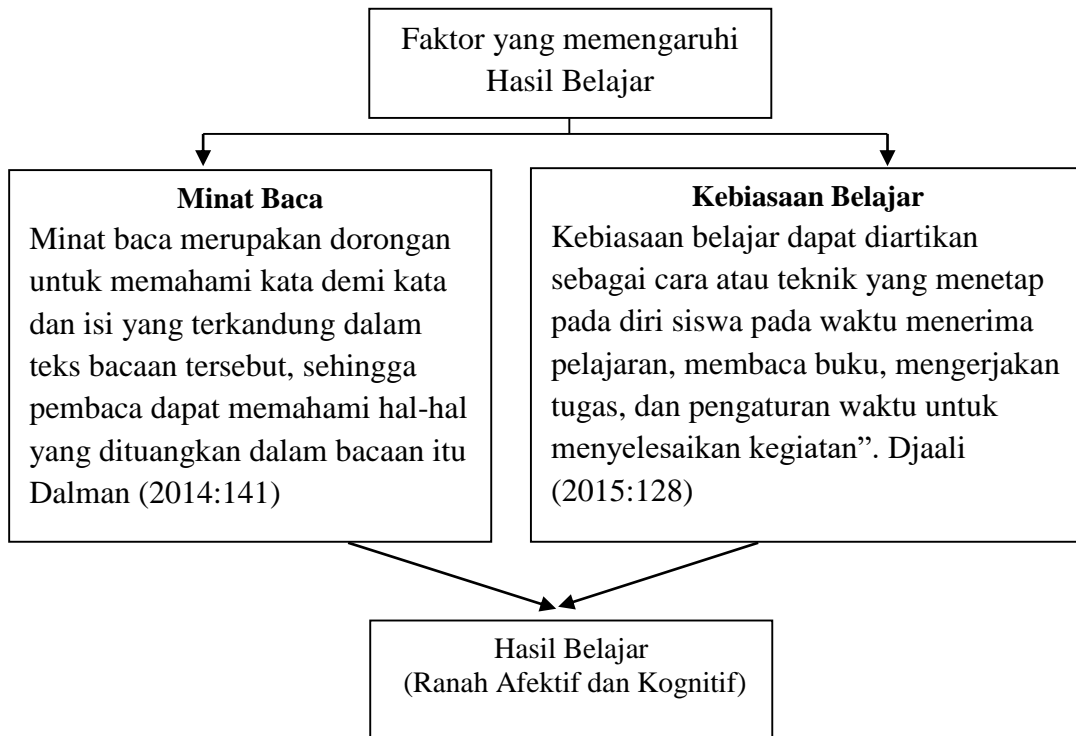 Faktor yang memengaruhi
Hasil Belajar
Minat Baca
Minat baca merupakan dorongan
untuk memahami kata demi kata
dan isi yang terkandung dalam
teks bacaan tersebut, sehingga
pembaca dapat memahami hal-hal
yang dituangkan dalam bacaan itu
Dalman (2014:141)
Kebiasaan Belajar
Kebiasaan belajar dapat diartikan
sebagai cara atau teknik yang menetap
pada diri siswa pada waktu menerima
pelajaran, membaca buku, mengerjakan
tugas, dan pengaturan waktu untuk
menyelesaikan kegiatan”. Djaali
(2015:128)
Hasil Belajar
(Ranah Afektif dan Kognitif)